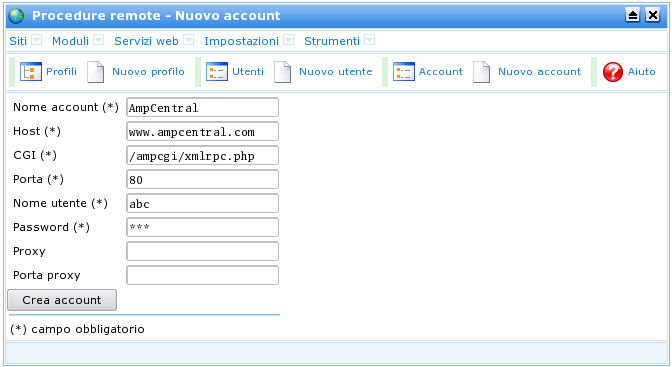 Procedure remote - Nuovo account
Siti Moduli Servizi web Impostazioni Strumenti
Profili Nuovo profilo Utenti Nuovo utente Account Nuovo account Aiuto
Nome account (*) AmpCentral
Host (*) www.ampcentral.com
CGI (*) /ampcgi/xmlrpc.php
Porta (*) 80
Nome utente (*) abc
Password (*) ***
Proxy
Porta proxy
Crea account
(*) campo obbligatorio